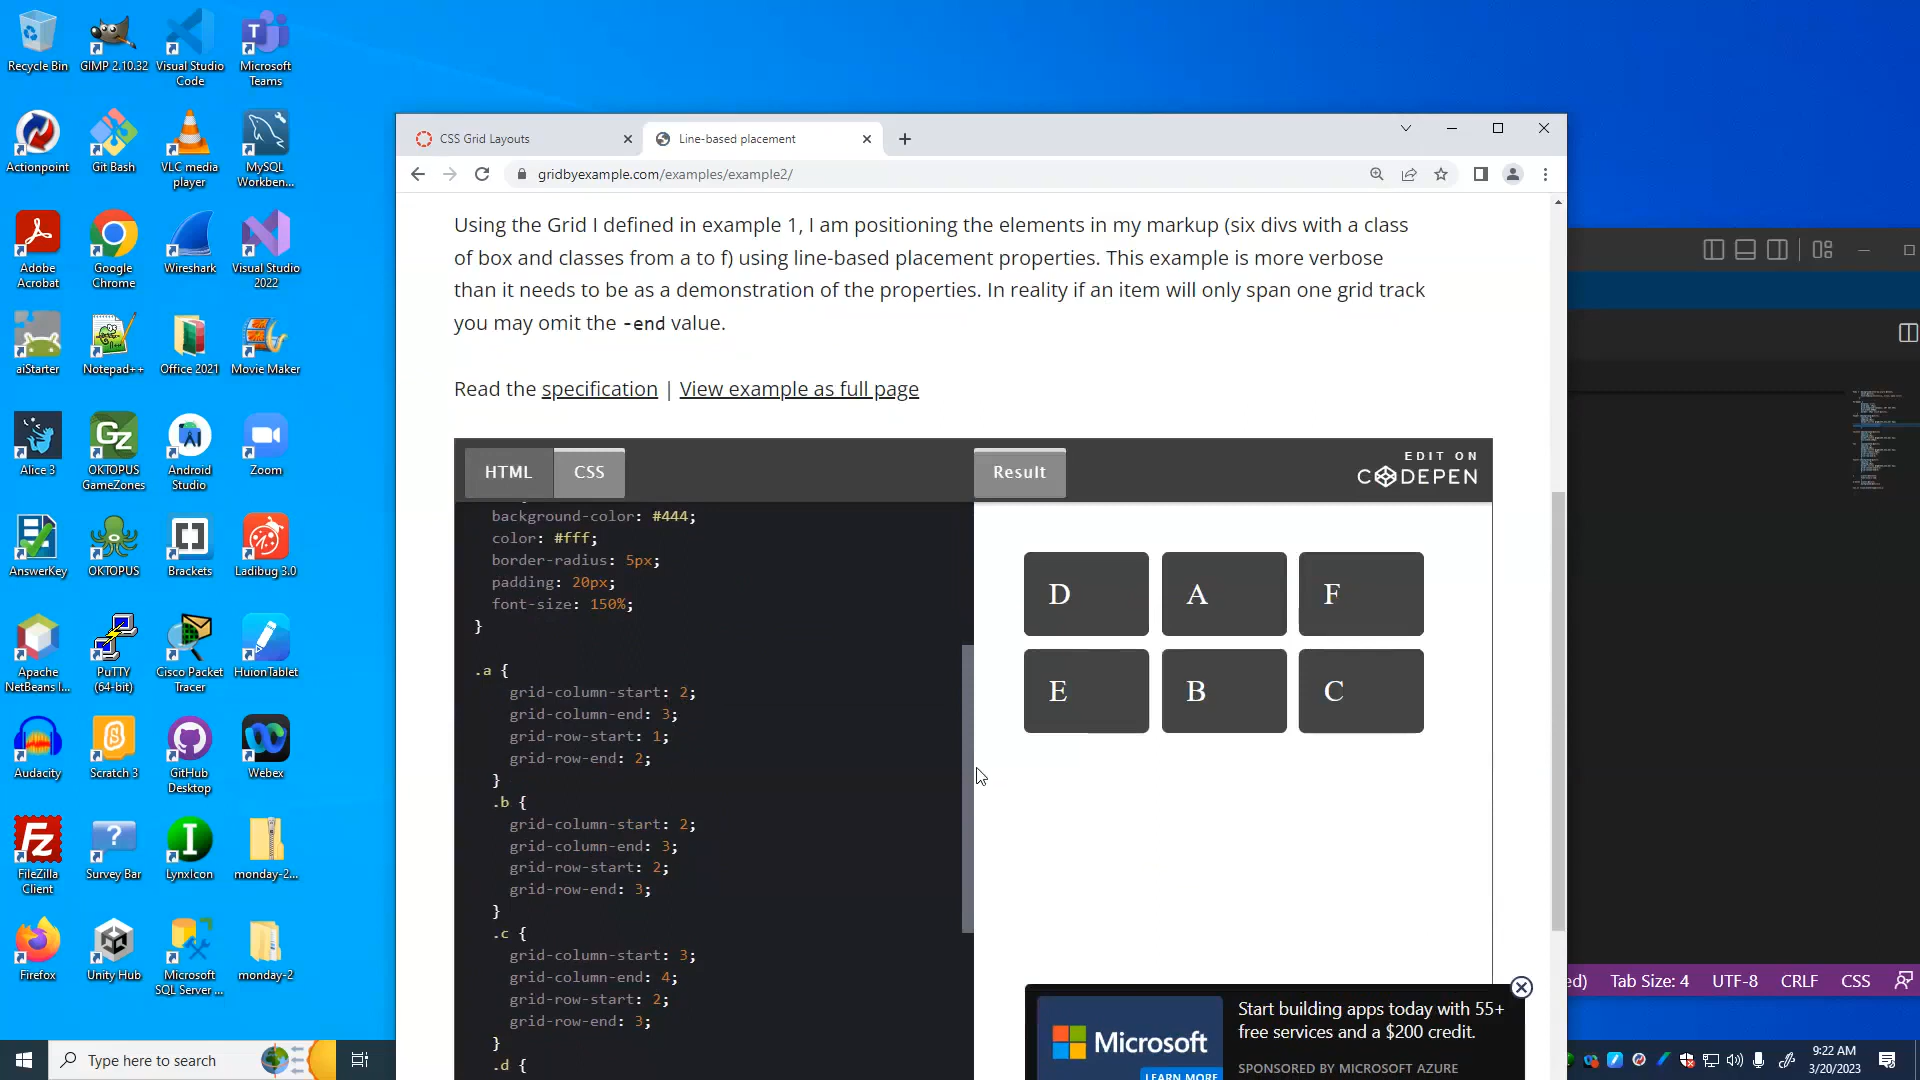 Recycle Bin
GIMP 2.10.32
Visual Studio
Code
Microsoft
Teams
Actionpoint
Git Bash
VLC media
player
MySQL
Workben...
Adobe
Acrobat
Google
Chrome
Wireshark
Visual Studio
2022
aiStarter
Notepad++
Office 2021
Movie Maker
Alice 3
OKTOPUS
GameZones
Android
Studio
Zoom
AnswerKey
OKTOPUS
Brackets
Ladibug 3.0
Apache
NetBeans I...
PuTTY
(64-bit)
Cisco Packet
Tracer
HuionTablet
Audacity
Scratch 3
GitHub
Desktop
Webex
FileZilla
Client
Survey Bar
LynxIcon
monday-2...
Firefox
Unity Hub
Microsoft
SQL Server ...
monday-2
CSS Grid Layouts
Line-based placement
gridbyexample.com/examples/example2/
Using the Grid I defined in example 1, I am positioning the elements in my markup (six divs with a class
of box and classes from a to f) using line-based placement properties. This example is more verbose
than it needs to be as a demonstration of the properties. In reality if an item will only span one grid track
you may omit the -end value.
Read the specification | View example as full page
HTML
CSS
Result
EDIT ON
CODEPEN
background-color: #444;
color: #fff;
border-radius: 5px;
padding: 20px;
font-size: 150%;
}
.a {
grid-column-start: 2;
grid-column-end: 3;
grid-row-start: 1;
grid-row-end: 2;
}
.b {
grid-column-start: 2;
grid-column-end: 3;
grid-row-start: 2;
grid-row-end: 3;
}
.c {
grid-column-start: 3;
grid-column-end: 4;
grid-row-start: 2;
grid-row-end: 3;
}
.d {
D
A
F
E
B
C
Microsoft
Start building apps today with 55+
free services and a $200 credit.
SPONSORED BY MICROSOFT AZURE
LEARN MORE
ed)
Tab Size: 4
UTF-8
CRLF
CSS
Type here to search
9:22 AM
3/20/2023